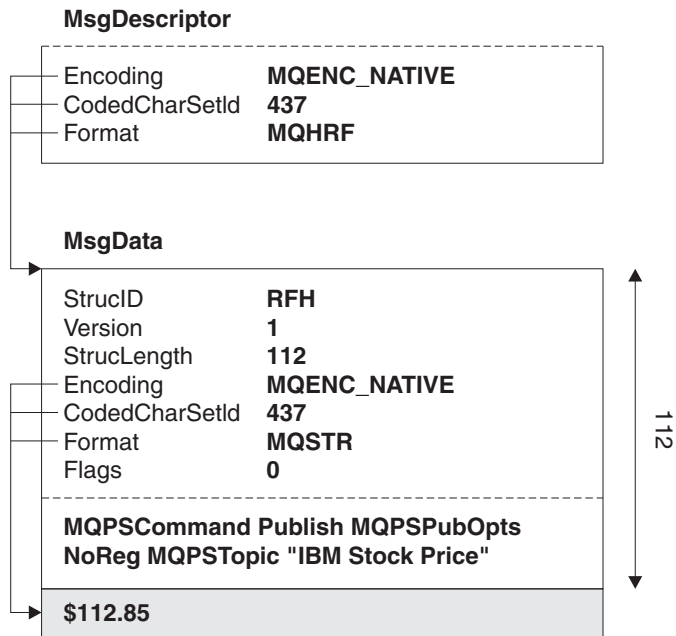 MsgDescriptor
Encoding MQENC_NATIVE
CodedCharSetId 437
Format MQHRF
MsgData
StrucID RFH
Version 1
StrucLength 112
Encoding MQENC_NATIVE
CodedCharSetId 437
Format MQSTR
Flags 0
112
MQPSCommand Publish MQPSPubOpts
NoReg MQPSTopic "IBM Stock Price"
$112.85